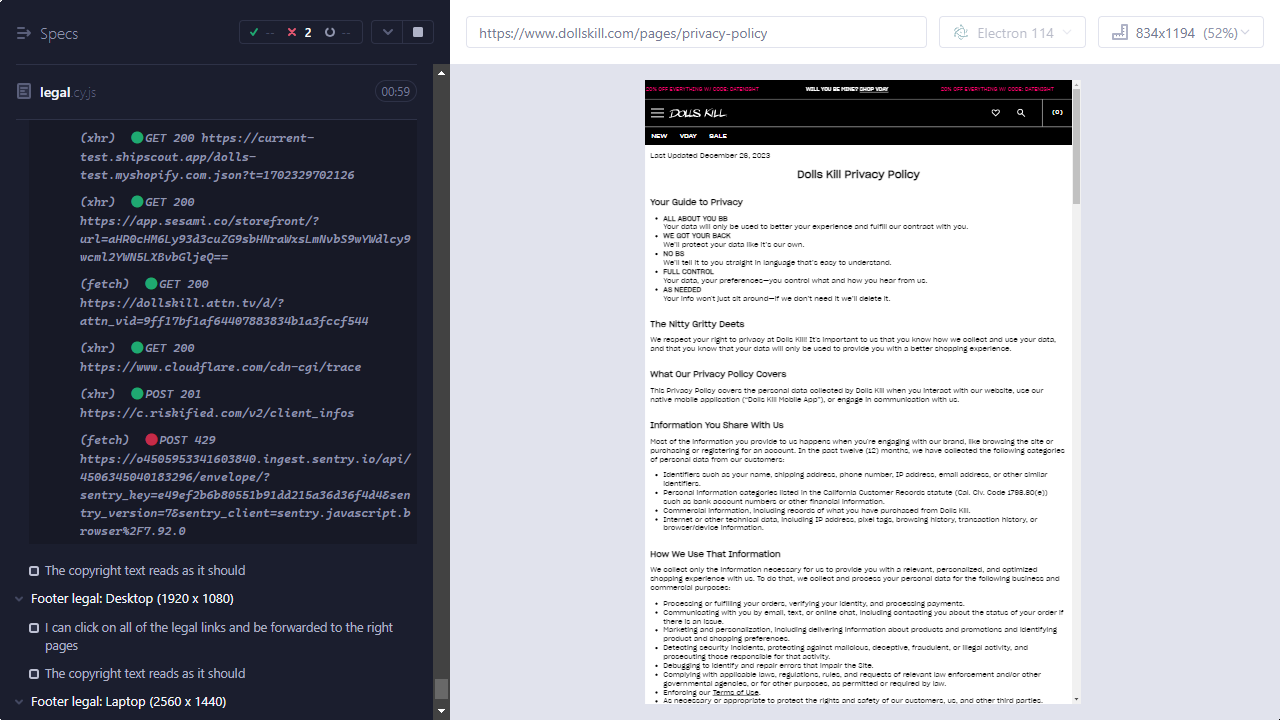 Specs
--
2
--
https://www.dollskill.com/pages/privacy-policy
Electron 114
834x1194 (52%)
legal.cy.js
00:59
(xhr) GET 200 https://current-
test.shipscout.app/dolls-
test.myshopify.com.json?t=1702329702126
(xhr) GET 200
https://app.sesami.co/storefront/?
url=aHR0cHM6Ly93d3cuZG9sbHNraWxsLmNvbS9wYWdlcy9
wcml2YWN5LXBvbGljeQ==
(fetch) GET 200
https://dollskill.attn.tv/d/?
attn_vid=9ff17bf1af64407883834b1a3fccf544
(xhr) GET 200
https://www.cloudflare.com/cdn-cgi/trace
(xhr) POST 201
https://c.riskified.com/v2/client_infos
(fetch) POST 429
https://o4505953341603840.ingest.sentry.io/api/
4506345040183296/envelope/?
sentry_key=e49ef2b6b80551b91dd215a36d36f4d4&sen
try_version=7&sentry_client=sentry.javascript.b
rowser%2F7.92.0
The copyright text reads as it should
Footer legal: Desktop (1920 x 1080)
I can click on all of the legal links and be forwarded to the right
pages
The copyright text reads as it should
Footer legal: Laptop (2560 x 1440)
20% OFF EVERYTHING W/ CODE: DATENIGHT
WILL YOU BE MINE? SHOP VDAY
20% OFF EVERYTHING W/ CODE: DATENIGHT
DOLLS KILL
(0)
NEW VDAY SALE
Last Updated December 26, 2023
Dolls Kill Privacy Policy
Your Guide to Privacy
• ALL ABOUT YOU BB
Your data will only be used to better your experience and fulfill our contract with you.
• WE GOT YOUR BACK
We'll protect your data like it's our own.
• NO BS
We'll tell it to you straight in language that's easy to understand.
• FULL CONTROL
Your data, your preferences—you control what and how you hear from us.
• AS NEEDED
Your info won't just sit around—if we don't need it we'll delete it.
The Nitty Gritty Deets
We respect your right to privacy at Dolls Kill! It's important to us that you know how we collect and use your data,
and that you know that your data will only be used to provide you with a better shopping experience.
What Our Privacy Policy Covers
This Privacy Policy covers the personal data collected by Dolls Kill when you interact with our website, use our
native mobile application ("Dolls Kill Mobile App"), or engage in communication with us.
Information You Share With Us
Most of the information you provide to us happens when you're engaging with our brand, like browsing the site or
purchasing or registering for an account. In the past twelve (12) months, we have collected the following categories
of personal data from our customers:
• Identifiers such as your name, shipping address, phone number, IP address, email address, or other similar
identifiers.
• Personal information categories listed in the California Customer Records statute (Cal. Civ. Code 1798.80(e))
such as bank account numbers or other financial information.
• Commercial information, including records of what you have purchased from Dolls Kill.
• Internet or other technical data, including IP address, pixel tags, browsing history, transaction history, or
browser/device information.
How We Use That Information
We collect only the information necessary for us to provide you with a relevant, personalized, and optimized
shopping experience with us. To do that, we collect and process your personal data for the following business and
commercial purposes:
• Processing or fulfilling your orders, verifying your identity, and processing payments.
• Communicating with you by email, text, or online chat, including contacting you about the status of your order if
there is an issue.
• Marketing and personalization, including delivering information about products and promotions and identifying
product and shopping preferences.
• Detecting security incidents, protecting against malicious, deceptive, fraudulent, or illegal activity, and
prosecuting those responsible for that activity.
• Debugging to identify and repair errors that impair the Site.
• Complying with applicable laws, regulations, rules, and requests of relevant law enforcement and/or other
governmental agencies, or for other purposes, as permitted or required by law.
• Enforcing our Terms of Use.
• As necessary or appropriate to protect the rights and safety of our customers, us, and other third parties.